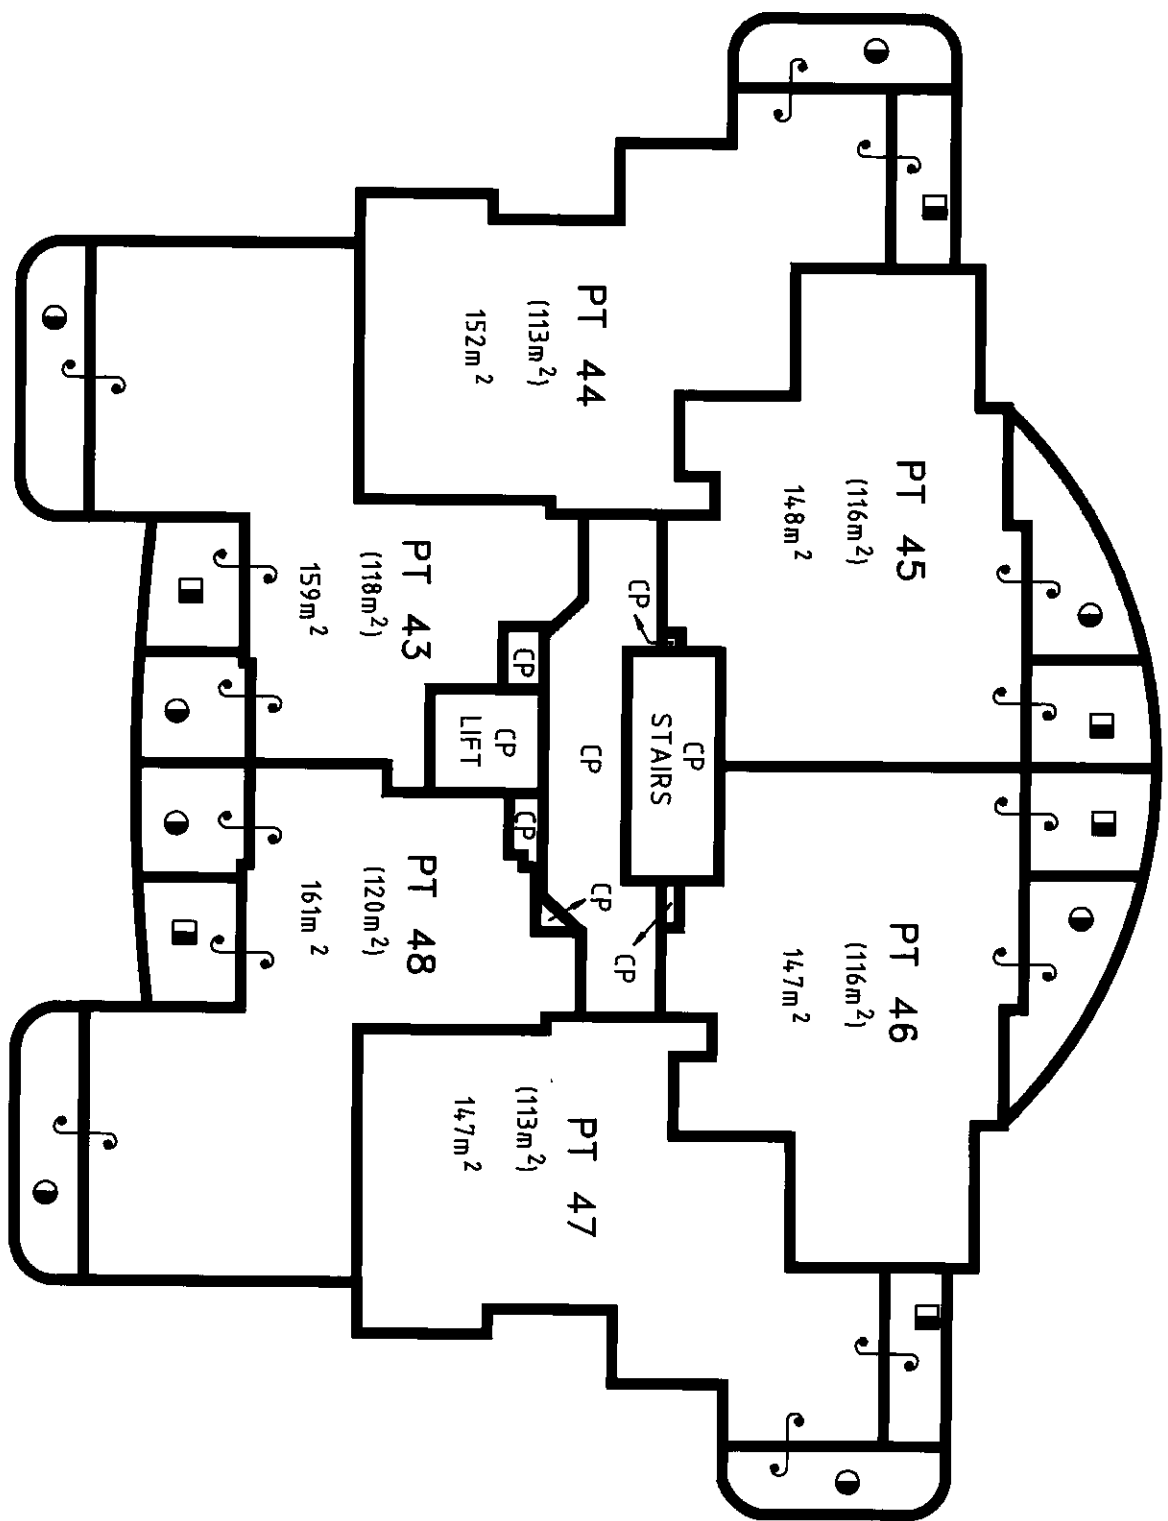 PT 45
(116m²)
148m²
PT 46
(116m²)
147m²
CP
STAIRS
CP
CP
CP
CP
PT 44
(113m²)
152m²
PT 47
(113m²)
147m²
CP
CP
LIFT
CP
PT 43
(118m²)
159m²
PT 48
(120m²)
161m²